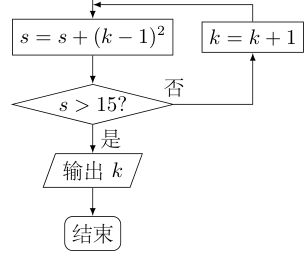 $s = s + (k-1)^2$
$k = k + 1$
$s > 15?$
否
是
输出 $k$
结束